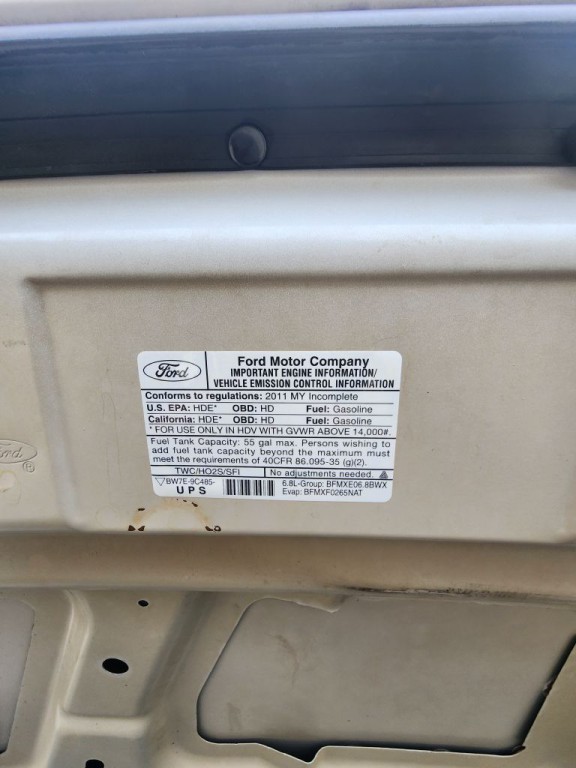 Ford
Ford Motor Company
IMPORTANT ENGINE INFORMATION/
VEHICLE EMISSION CONTROL INFORMATION
Conforms to regulations: 2011 MY Incomplete
U.S. EPA: HDE* OBD: HD Fuel: Gasoline
California: HDE* OBD: HD Fuel: Gasoline
* FOR USE ONLY IN HDV WITH GVWR ABOVE 14,000#.
Fuel Tank Capacity: 55 gal max. Persons wishing to
add fuel tank capacity beyond the maximum must
meet the requirements of 40CFR 86.095-35 (g)(2).
TWC/HO2S/SFI No adjustments needed.
BW7E-9C485- 6.8L-Group: BFMXE06.8BWX
UPS Evap: BFMXF0265NAT
Ford ®